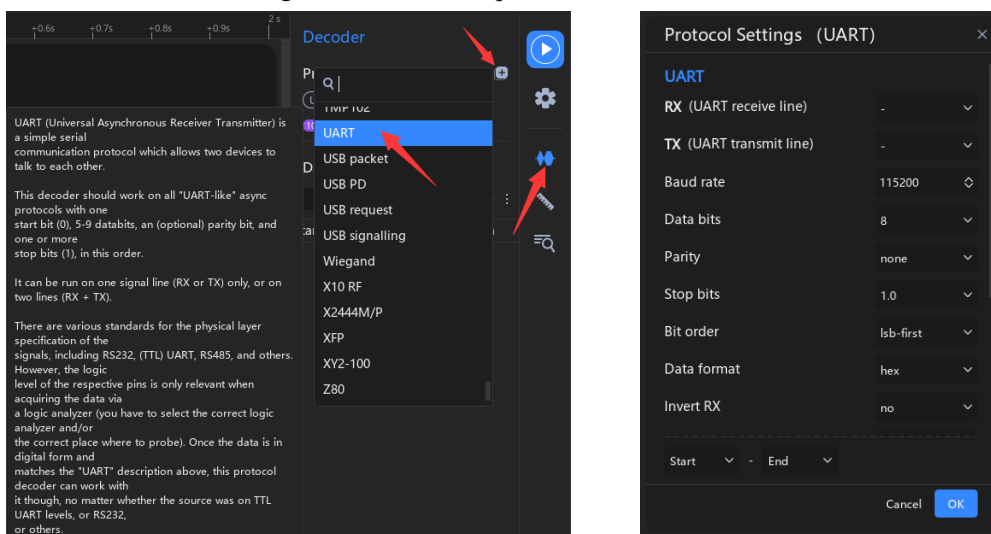 +0.6s +0.7s +0.8s +0.9s 2 s
UART (Universal Asynchronous Receiver Transmitter) is
a simple serial
communication protocol which allows two devices to
talk to each other.
This decoder should work on all "UART-like" async
protocols with one
start bit (0), 5-9 databits, an (optional) parity bit, and
one or more
stop bits (1), in this order.
It can be run on one signal line (RX or TX) only, or on
two lines (RX + TX).
There are various standards for the physical layer
specification of the
signals, including RS232, (TTL) UART, RS485, and others.
However, the logic
level of the respective pins is only relevant when
acquiring the data via
a logic analyzer (you have to select the correct logic
analyzer and/or
the correct place where to probe). Once the data is in
digital form and
matches the "UART" description above, this protocol
decoder can work with
it though, no matter whether the source was on TTL
UART levels, or RS232,
or others.
Decoder
TMP102
UART
USB packet
USB PD
USB request
USB signalling
Wiegand
X10 RF
X2444M/P
XFP
XY2-100
Z80
Protocol Settings (UART) ×
UART
RX (UART receive line) -
TX (UART transmit line) -
Baud rate 115200
Data bits 8
Parity none
Stop bits 1.0
Bit order lsb-first
Data format hex
Invert RX no
Start - End
Cancel OK